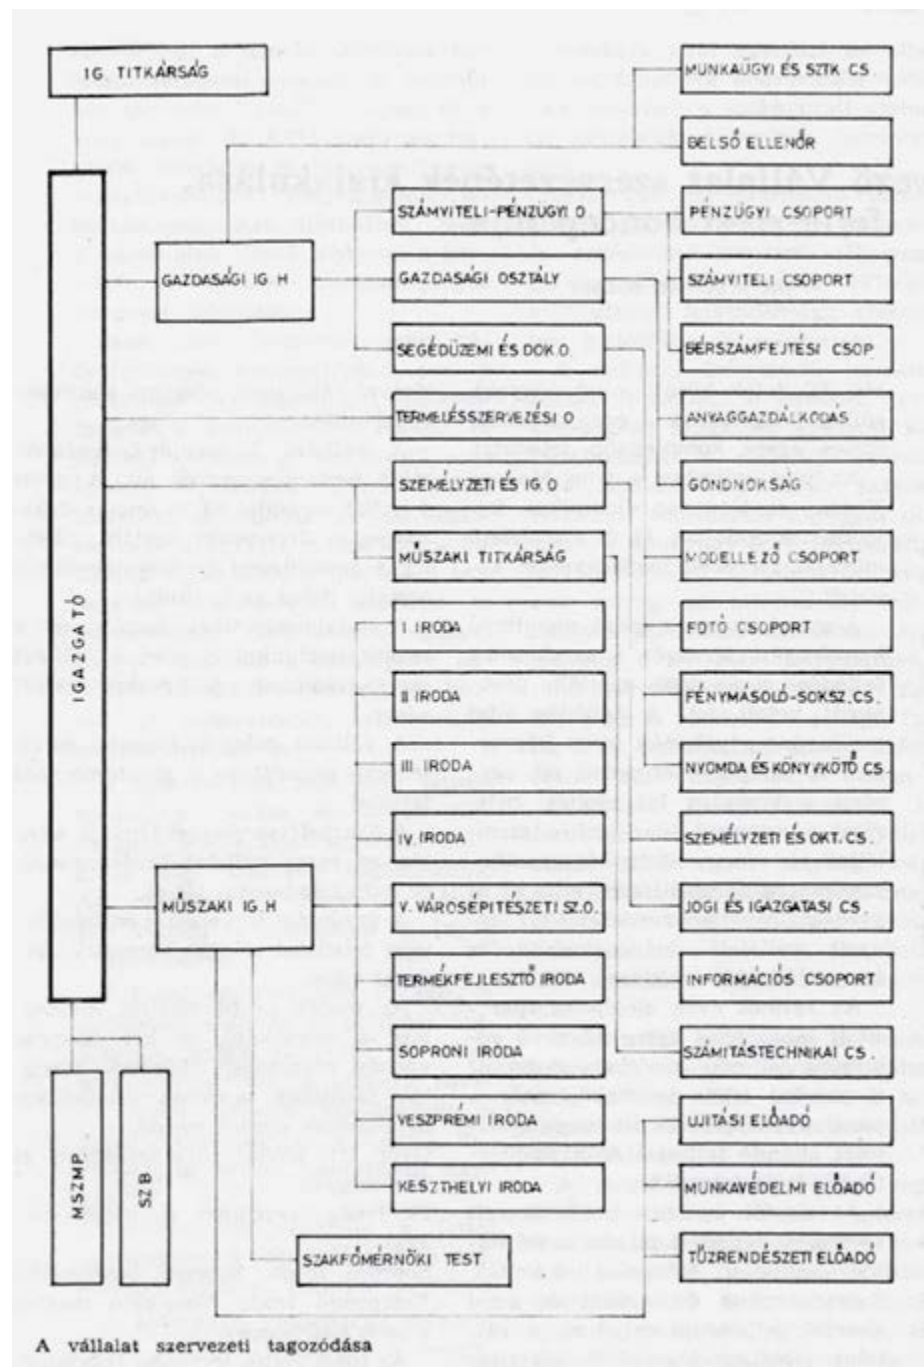 IG. TITKÁRSÁG
IGAZGATÓ
MSZMP
SZB
GAZDASÁGI IG. H
MŰSZAKI IG. H
SZÁMVITELI-PÉNZÜGYI O.
GAZDASÁGI OSZTÁLY
SEGÉDÜZEMI ÉS DOK. O.
TERMELÉSSZERVEZÉSI O.
SZEMÉLYZETI ÉS IG. O.
MŰSZAKI TITKÁRSÁG
I. IRODA
II IRODA
III. IRODA
IV. IRODA
V. VÁROSÉPITÉSZETI SZ.O.
TERMÉKFEJLESZTŐ IRODA
SOPRONI IRODA
VESZPRÉMI IRODA
KESZTHELYI IRODA
SZAKFŐMÉRNÖKI TEST.
MUNKAÜGYI ÉS SZTK CS.
BELSŐ ELLENŐR
PÉNZÜGYI CSOPORT
SZÁMVITELI CSOPORT
BÉRSZÁMFEJTÉSI CSOP
ANYAGGAZDÁLKODÁS
GONDNOKSÁG
MODELLEZŐ CSOPORT
FOTÓ CSOPORT
FÉNYMÁSOLÓ-SOKSZ. CS.
NYOMDA ÉS KÖNYVKÖTŐ CS.
SZEMÉLYZETI ÉS OKT. CS.
JOGI ÉS IGAZGATASI CS.
INFORMÁCIÓS CSOPORT
SZÁMITÁSTECHNIKAI CS.
UJITÁSI ELŐADÓ
MUNKAVÉDELMI ELŐADÓ
TŰZRENDÉSZETI ELŐADÓ
A vállalat szervezeti tagozódása